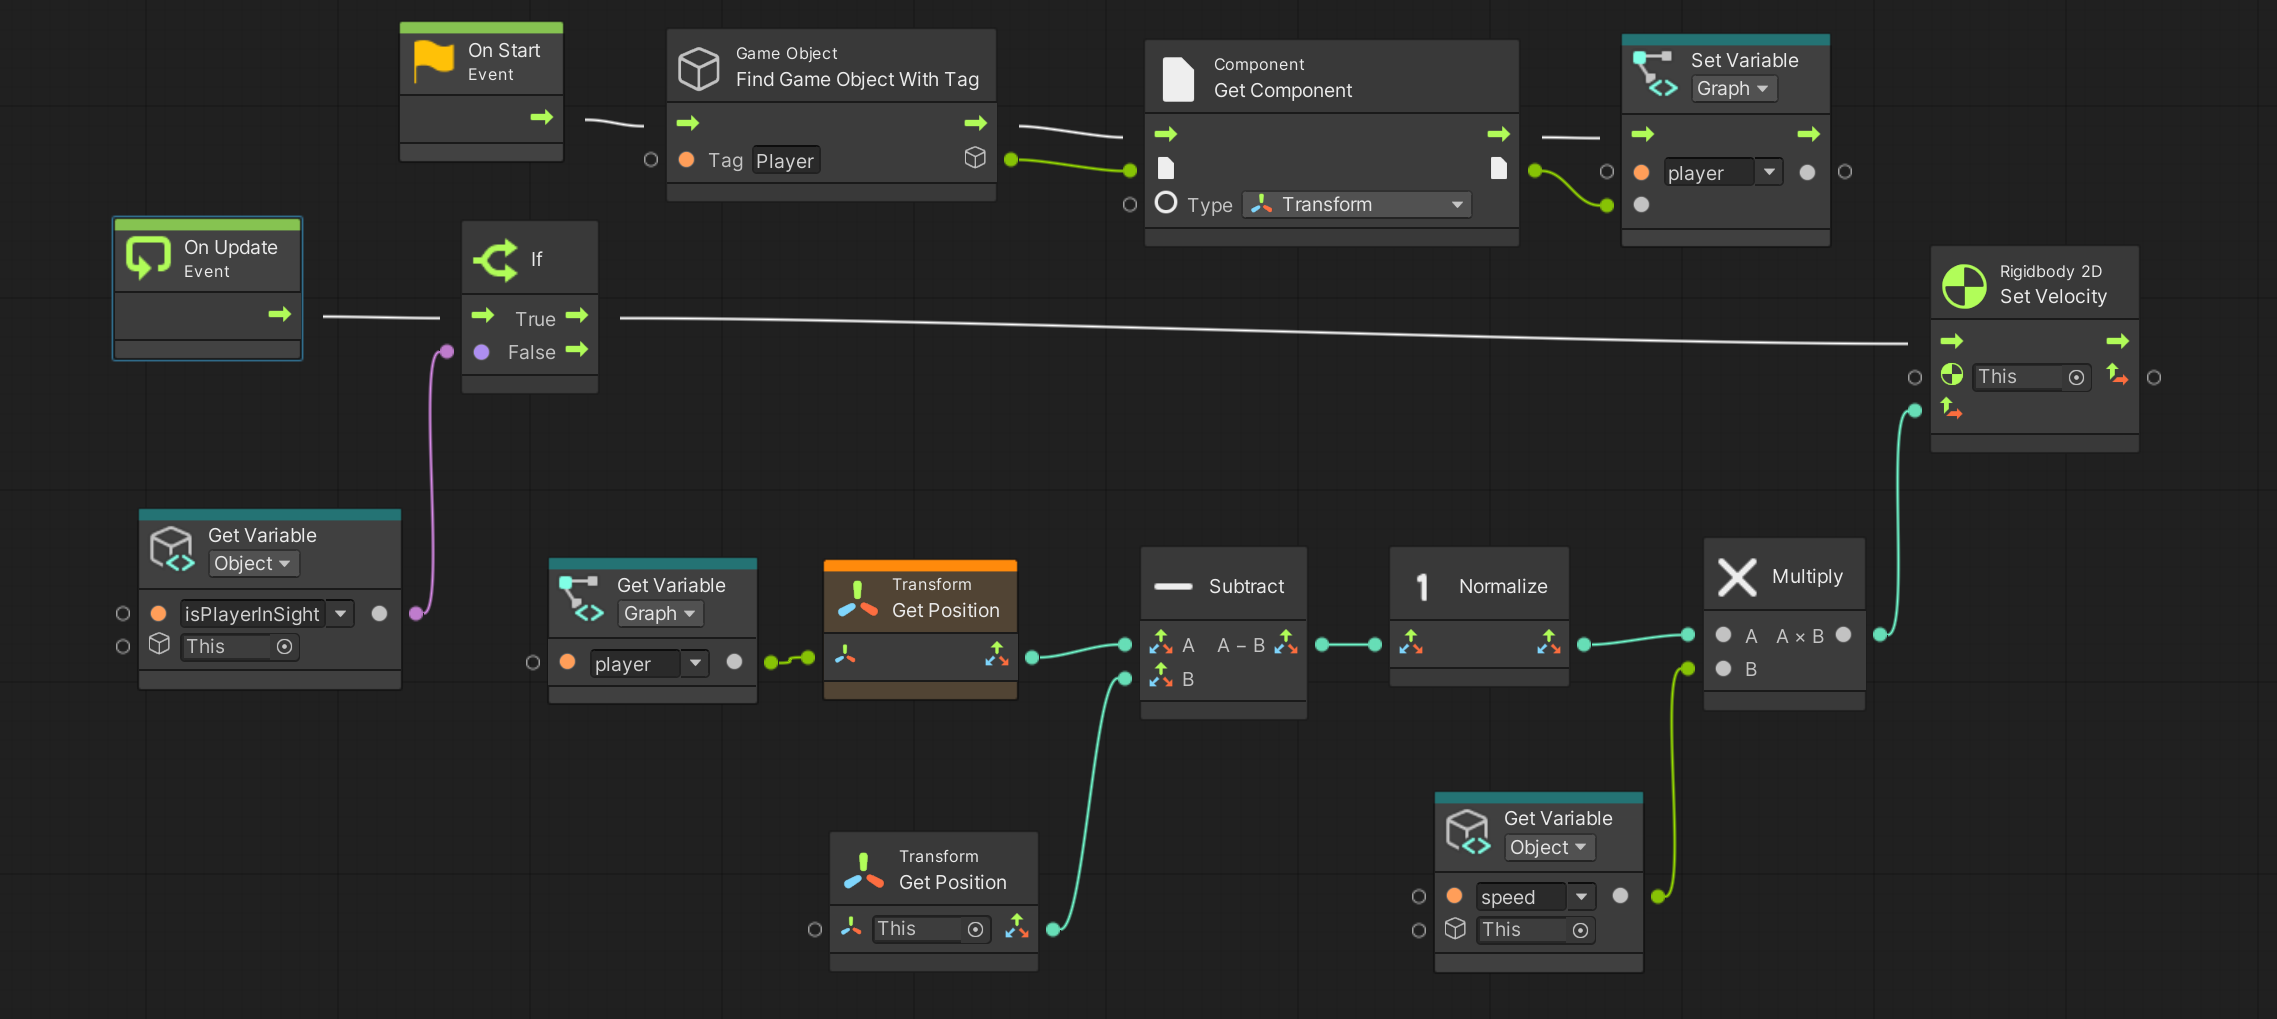 On Start
Event
Game Object
Find Game Object With Tag
Tag Player
Component
Get Component
Type Transform
Set Variable
Graph
player
On Update
Event
If
True
False
Rigidbody 2D
Set Velocity
This
Get Variable
Object
isPlayerInSight
This
Get Variable
Graph
player
Transform
Get Position
Subtract
A A − B
B
1 Normalize
Multiply
A A × B
B
Transform
Get Position
This
Get Variable
Object
speed
This